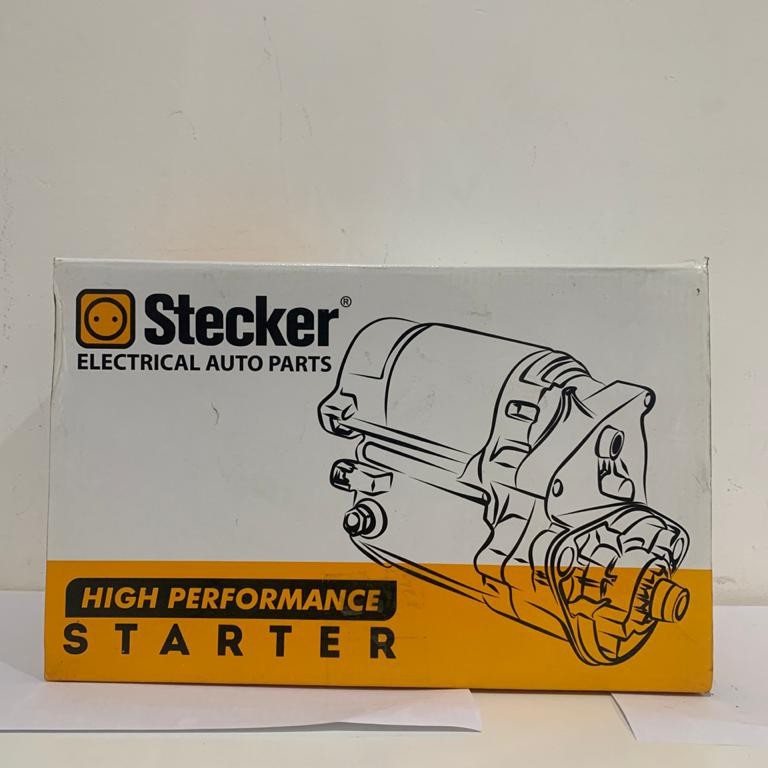 Stecker®
ELECTRICAL AUTO PARTS
HIGH PERFORMANCE
STARTER